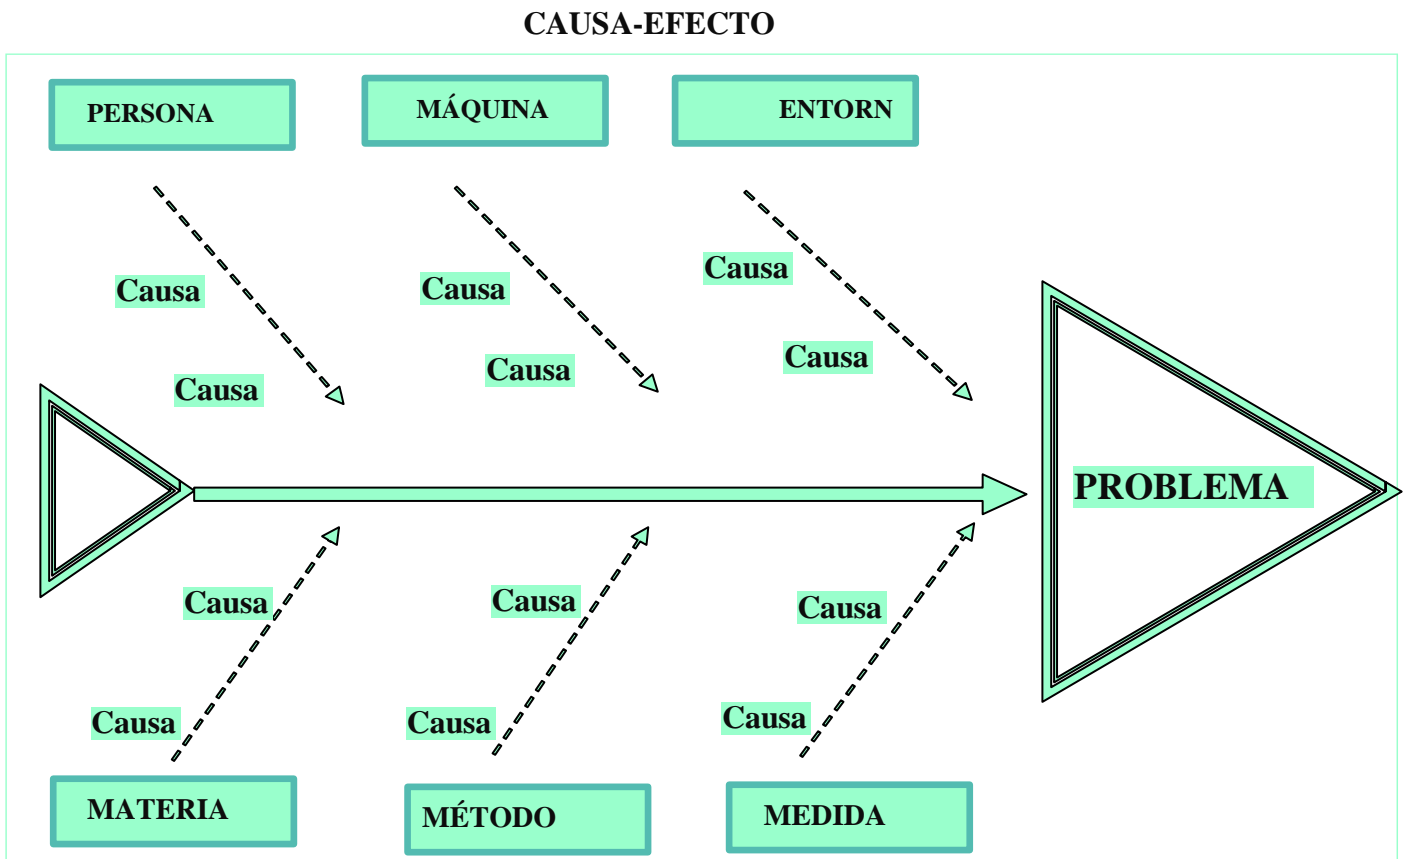 CAUSA-EFECTO
PERSONA
MÁQUINA
ENTORN
Causa
Causa
Causa
Causa
Causa
Causa
PROBLEMA
Causa
Causa
Causa
Causa
Causa
Causa
MATERIA
MÉTODO
MEDIDA